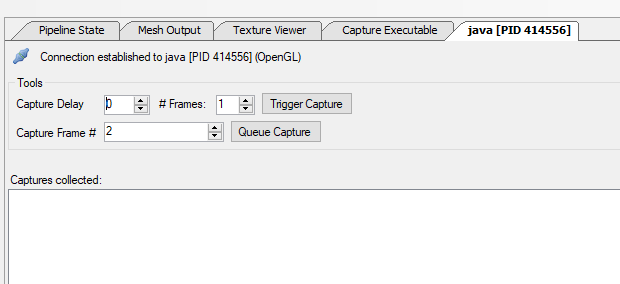 Pipeline State Mesh Output Texture Viewer Capture Executable java [PID 414556]
Connection established to java [PID 414556] (OpenGL)
Tools
Capture Delay 0 # Frames: 1 Trigger Capture
Capture Frame # 2 Queue Capture
Captures collected: